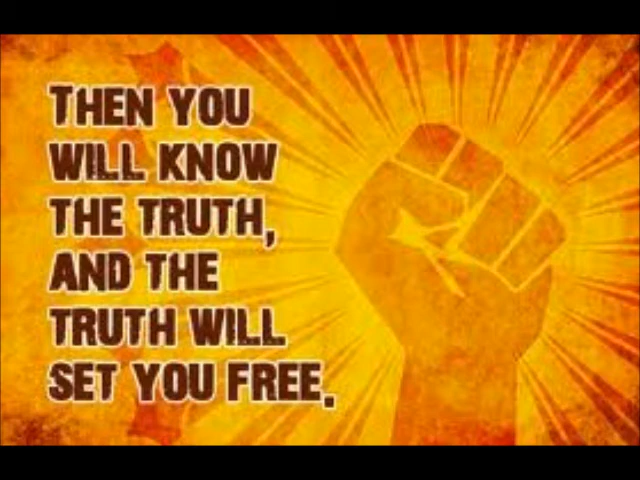 THEN YOU
WILL KNOW
THE TRUTH,
AND THE
TRUTH WILL
SET YOU FREE.